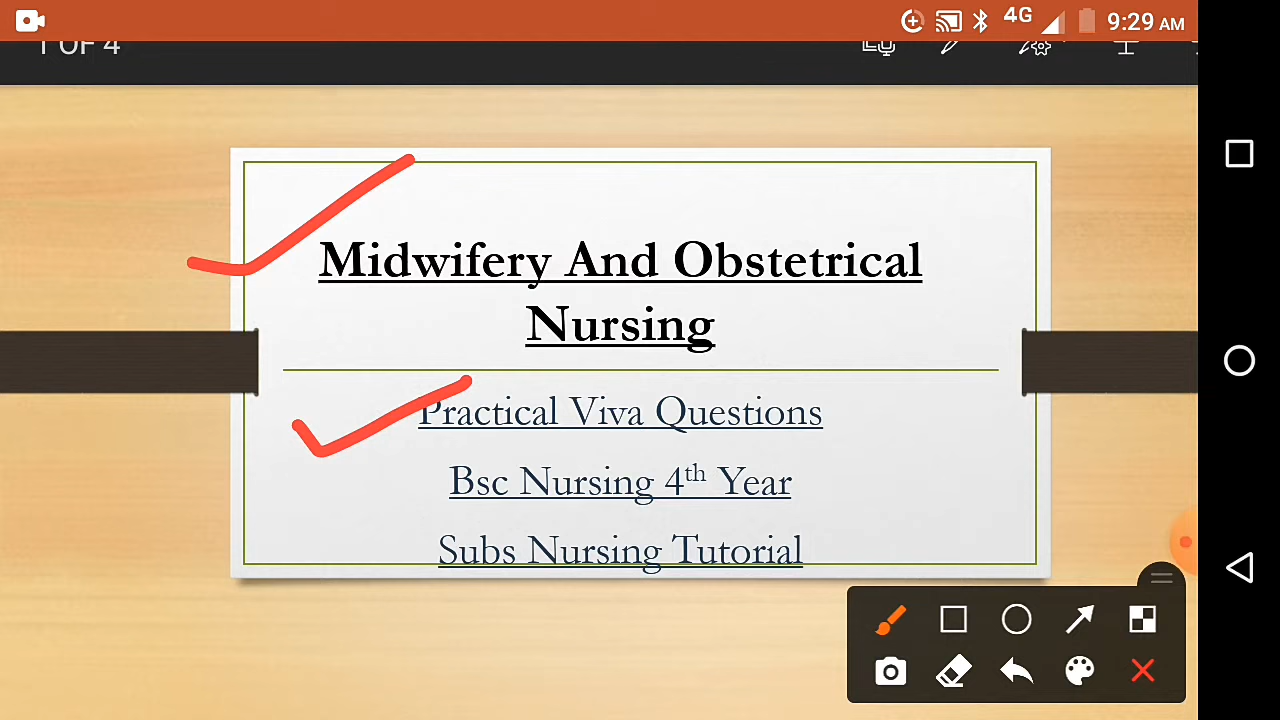 4G 9:29 AM
1 OF 4
Midwifery And Obstetrical
Nursing
Practical Viva Questions
Bsc Nursing 4th Year
Subs Nursing Tutorial